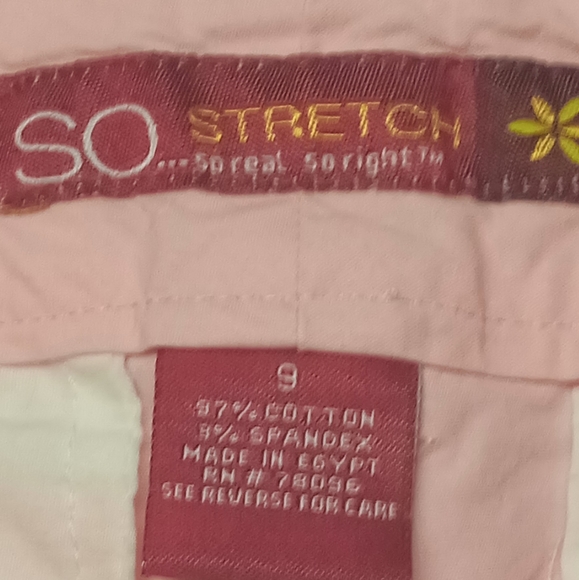 SO
STRETCH
...So real So right™
9
97% COTTON
3% SPANDEX
MADE IN EGYPT
RN # 78096
SEE REVERSE FOR CARE